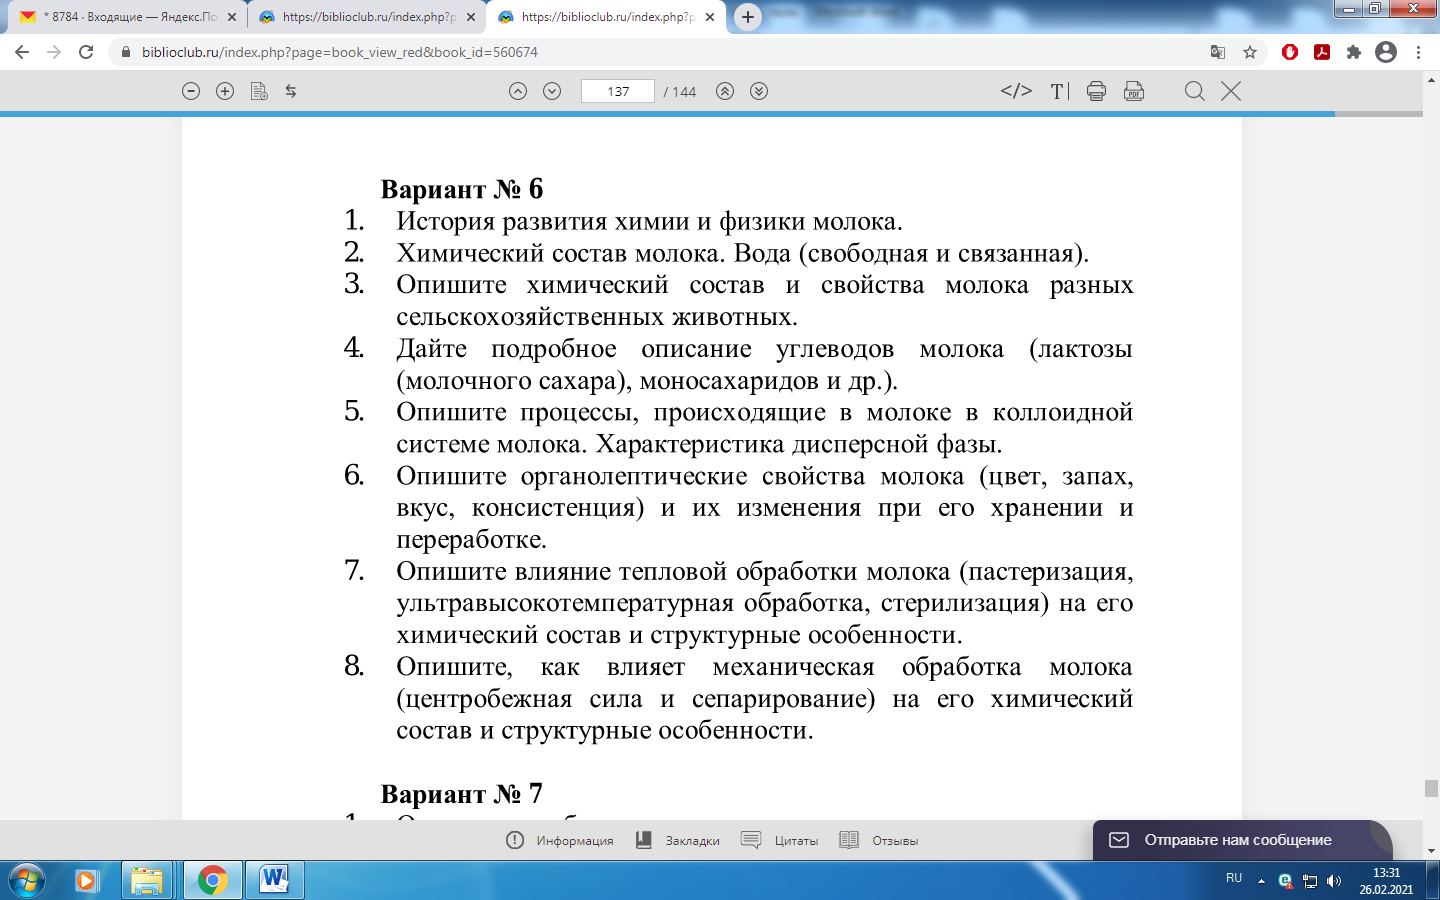 * 8784 · Входящие — Яндекс.По
https://biblioclub.ru/index.php?p
https://biblioclub.ru/index.php?p
biblioclub.ru/index.php?page=book_view_red&book_id=560674
137 / 144
</> T| PDF
Вариант № 6
1. История развития химии и физики молока.
2. Химический состав молока. Вода (свободная и связанная).
3. Опишите химический состав и свойства молока разных
сельскохозяйственных животных.
4. Дайте подробное описание углеводов молока (лактозы
(молочного сахара), моносахаридов и др.).
5. Опишите процессы, происходящие в молоке в коллоидной
системе молока. Характеристика дисперсной фазы.
6. Опишите органолептические свойства молока (цвет, запах,
вкус, консистенция) и их изменения при его хранении и
переработке.
7. Опишите влияние тепловой обработки молока (пастеризация,
ультравысокотемпературная обработка, стерилизация) на его
химический состав и структурные особенности.
8. Опишите, как влияет механическая обработка молока
(центробежная сила и сепарирование) на его химический
состав и структурные особенности.
Вариант № 7
Информация Закладки Цитаты Отзывы
Отправьте нам сообщение
RU
13:31
26.02.2021